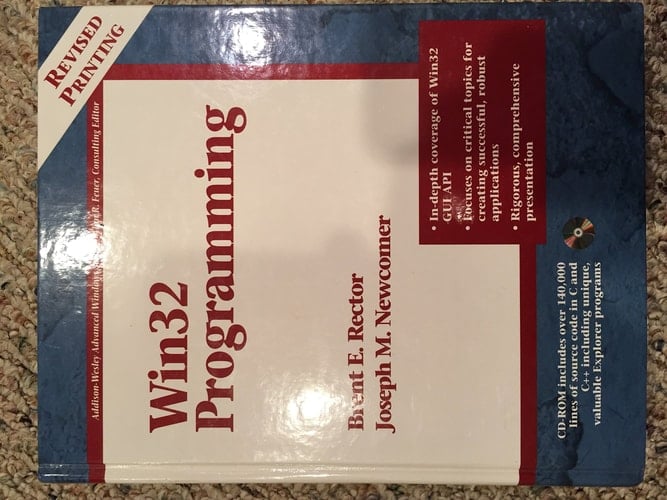 REVISED
PRINTING
Addison-Wesley Advanced Windows Feuer, Consulting Editor
Win32
Programming
Brent E. Rector
Joseph M. Newcomer
• In-depth coverage of Win32
GUI API
• Focuses on critical topics for
creating successful, robust
applications
• Rigorous, comprehensive
presentation
CD-ROM includes over 140,000
lines of source code in C and
C++ including unique,
valuable Explorer programs